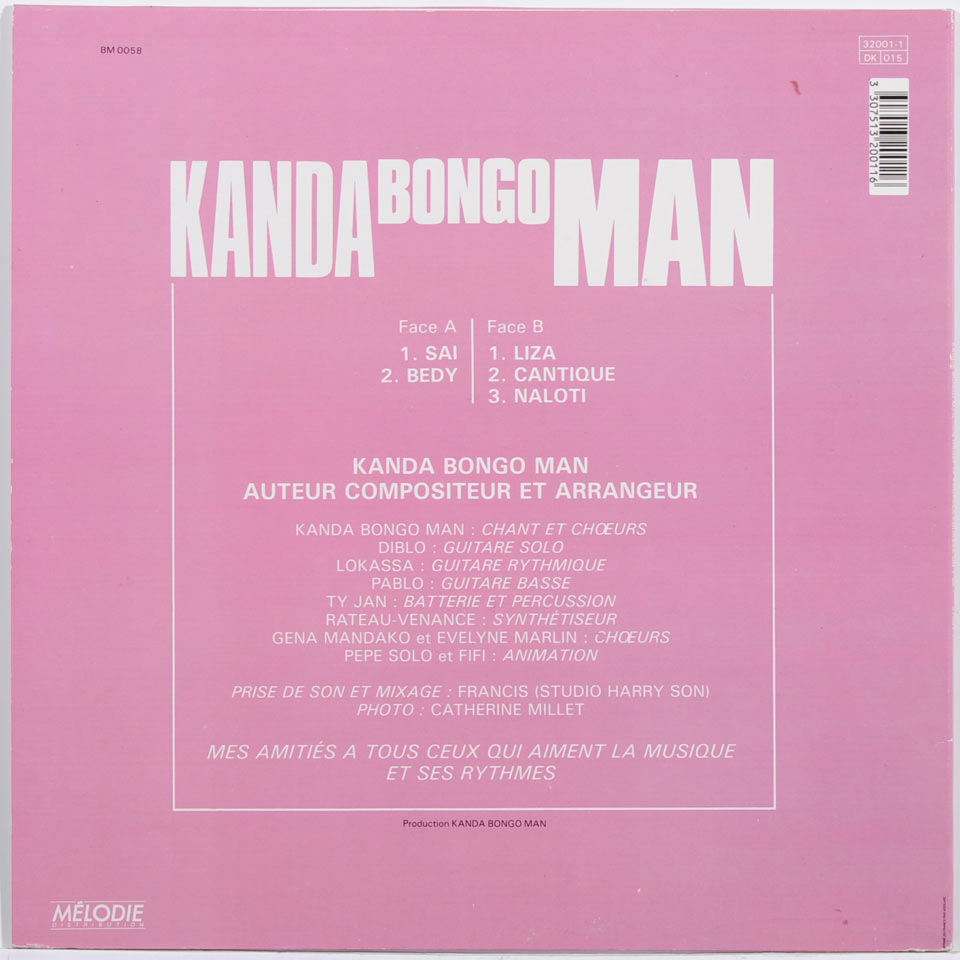 BM 0058
32001-1
DK 015
3 307513 200116
KANDA BONGO MAN
Face A
1. SAI
2. BEDY
Face B
1. LIZA
2. CANTIQUE
3. NALOTI
KANDA BONGO MAN
AUTEUR COMPOSITEUR ET ARRANGEUR
KANDA BONGO MAN : CHANT ET CHŒURS
DIBLO : GUITARE SOLO
LOKASSA : GUITARE RYTHMIQUE
PABLO : GUITARE BASSE
TY JAN : BATTERIE ET PERCUSSION
RATEAU-VENANCE : SYNTHÉTISEUR
GENA MANDAKO et EVELYNE MARLIN : CHŒURS
PEPE SOLO et FIFI : ANIMATION
PRISE DE SON ET MIXAGE : FRANCIS (STUDIO HARRY SON)
PHOTO : CATHERINE MILLET
MES AMITIÉS A TOUS CEUX QUI AIMENT LA MUSIQUE
ET SES RYTHMES
Production KANDA BONGO MAN
MÉLODIE
DISTRIBUTION